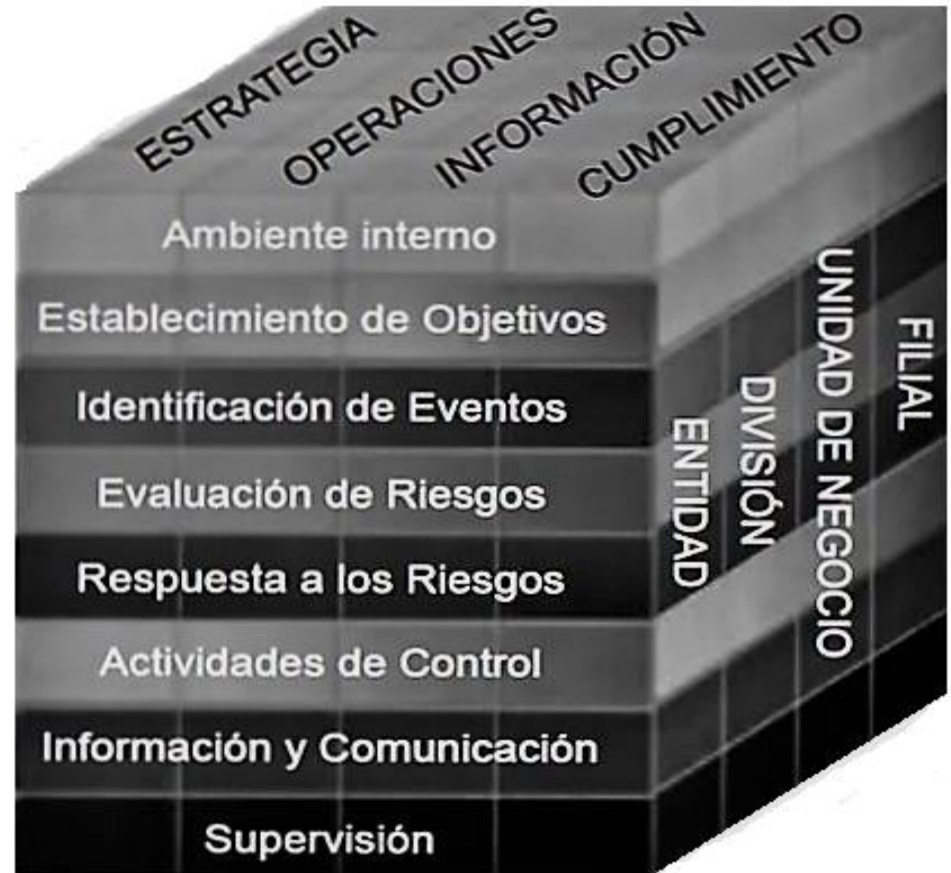 ESTRATEGIA
OPERACIONES
INFORMACIÓN
CUMPLIMIENTO
Ambiente interno
Establecimiento de Objetivos
Identificación de Eventos
Evaluación de Riesgos
Respuesta a los Riesgos
Actividades de Control
Información y Comunicación
Supervisión
ENTIDAD
DIVISIÓN
UNIDAD DE NEGOCIO
FILIAL